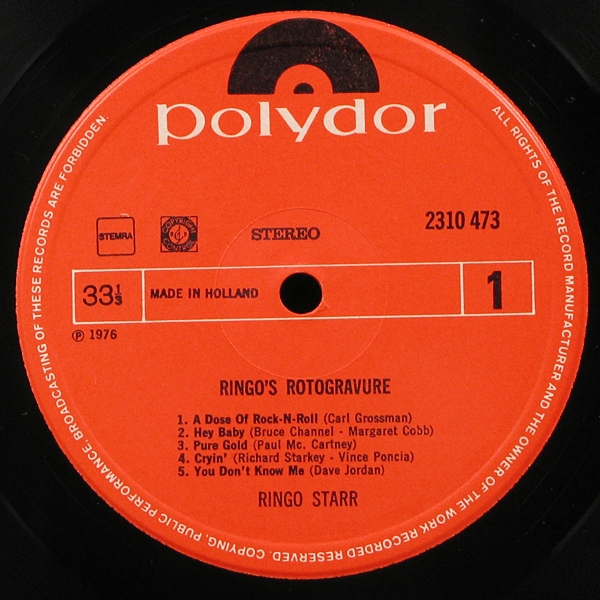 polydor
STEMRA
COPYRIGHT CONTROL
STEREO
2310 473
33⅓
MADE IN HOLLAND
1
℗ 1976
RINGO'S ROTOGRAVURE
1. A Dose Of Rock-N-Roll (Carl Grossman)
2. Hey Baby (Bruce Channel - Margaret Cobb)
3. Pure Gold (Paul Mc. Cartney)
4. Cryin' (Richard Starkey - Vince Poncia)
5. You Don't Know Me (Dave Jordan)
RINGO STARR
ALL RIGHTS OF THE RECORD MANUFACTURER AND THE OWNER OF THE WORK RECORDED RESERVED. COPYING, PUBLIC PERFORMANCE, BROADCASTING OF THESE RECORDS ARE FORBIDDEN.